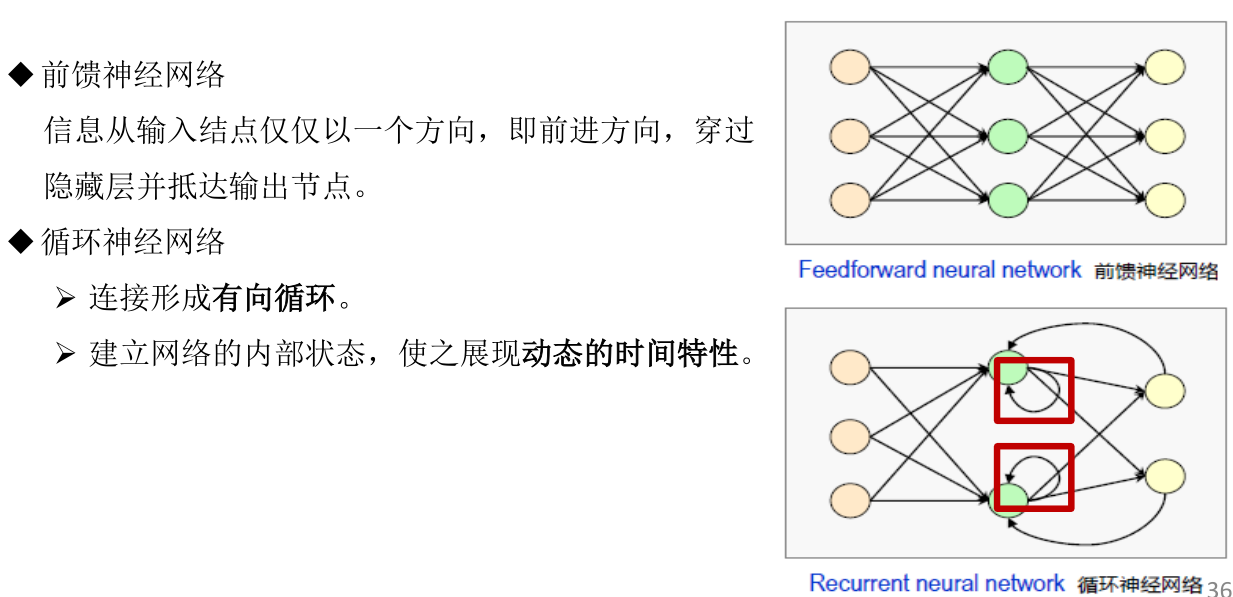 ◆ 前馈神经网络
信息从输入结点仅仅以一个方向，即前进方向，穿过
隐藏层并抵达输出节点。
◆ 循环神经网络
➢ 连接形成有向循环。
➢ 建立网络的内部状态，使之展现动态的时间特性。
Feedforward neural network 前馈神经网络
Recurrent neural network 循环神经网络
36